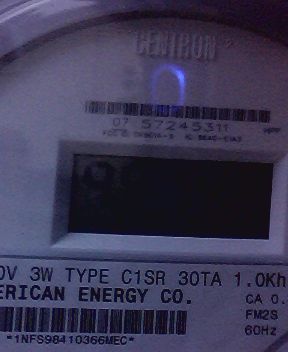 CENTRON
07 57245311
0V 3W TYPE C1SR 30TA 1.0Kh
ERICAN ENERGY CO.
CA 0.
FM2S
60Hz
*1NFS98410366MEC*